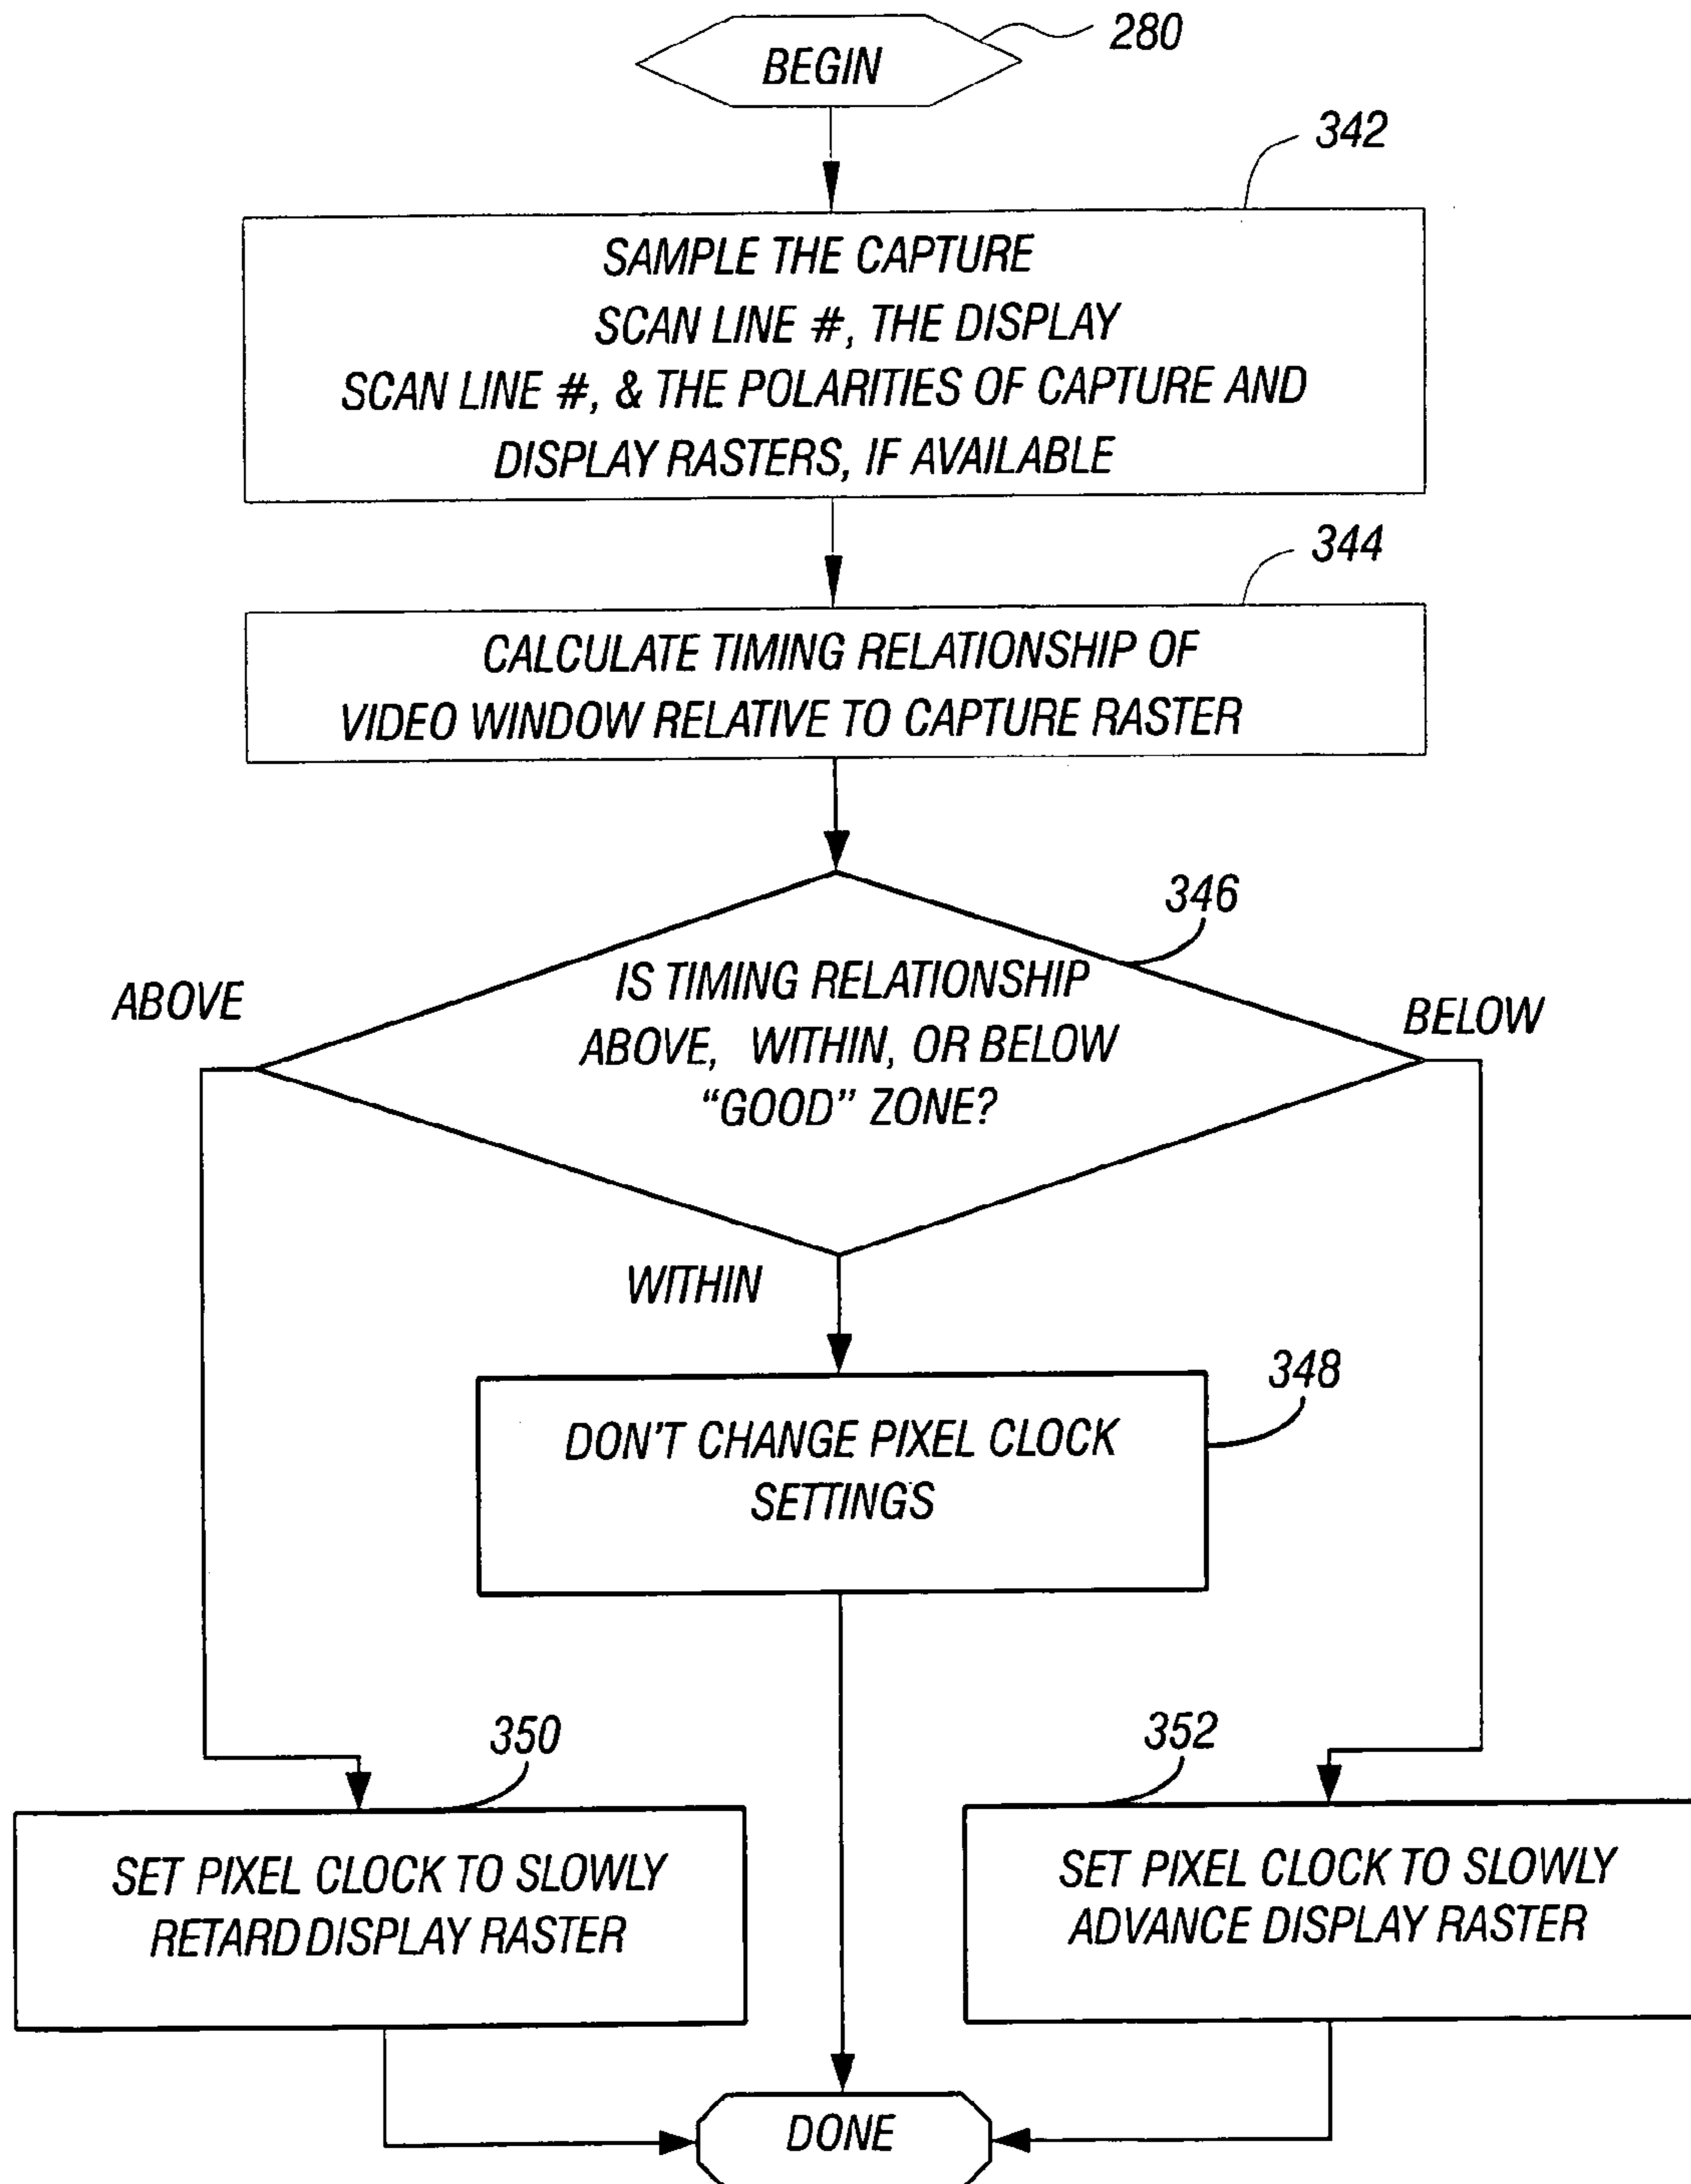 BEGIN
280
342
SAMPLE THE CAPTURE
SCAN LINE #, THE DISPLAY
SCAN LINE #, & THE POLARITIES OF CAPTURE AND
DISPLAY RASTERS, IF AVAILABLE
344
CALCULATE TIMING RELATIONSHIP OF
VIDEO WINDOW RELATIVE TO CAPTURE RASTER
346
IS TIMING RELATIONSHIP
ABOVE, WITHIN, OR BELOW
“GOOD” ZONE?
ABOVE
BELOW
WITHIN
348
DON'T CHANGE PIXEL CLOCK
SETTINGS
350
SET PIXEL CLOCK TO SLOWLY
RETARD DISPLAY RASTER
352
SET PIXEL CLOCK TO SLOWLY
ADVANCE DISPLAY RASTER
DONE